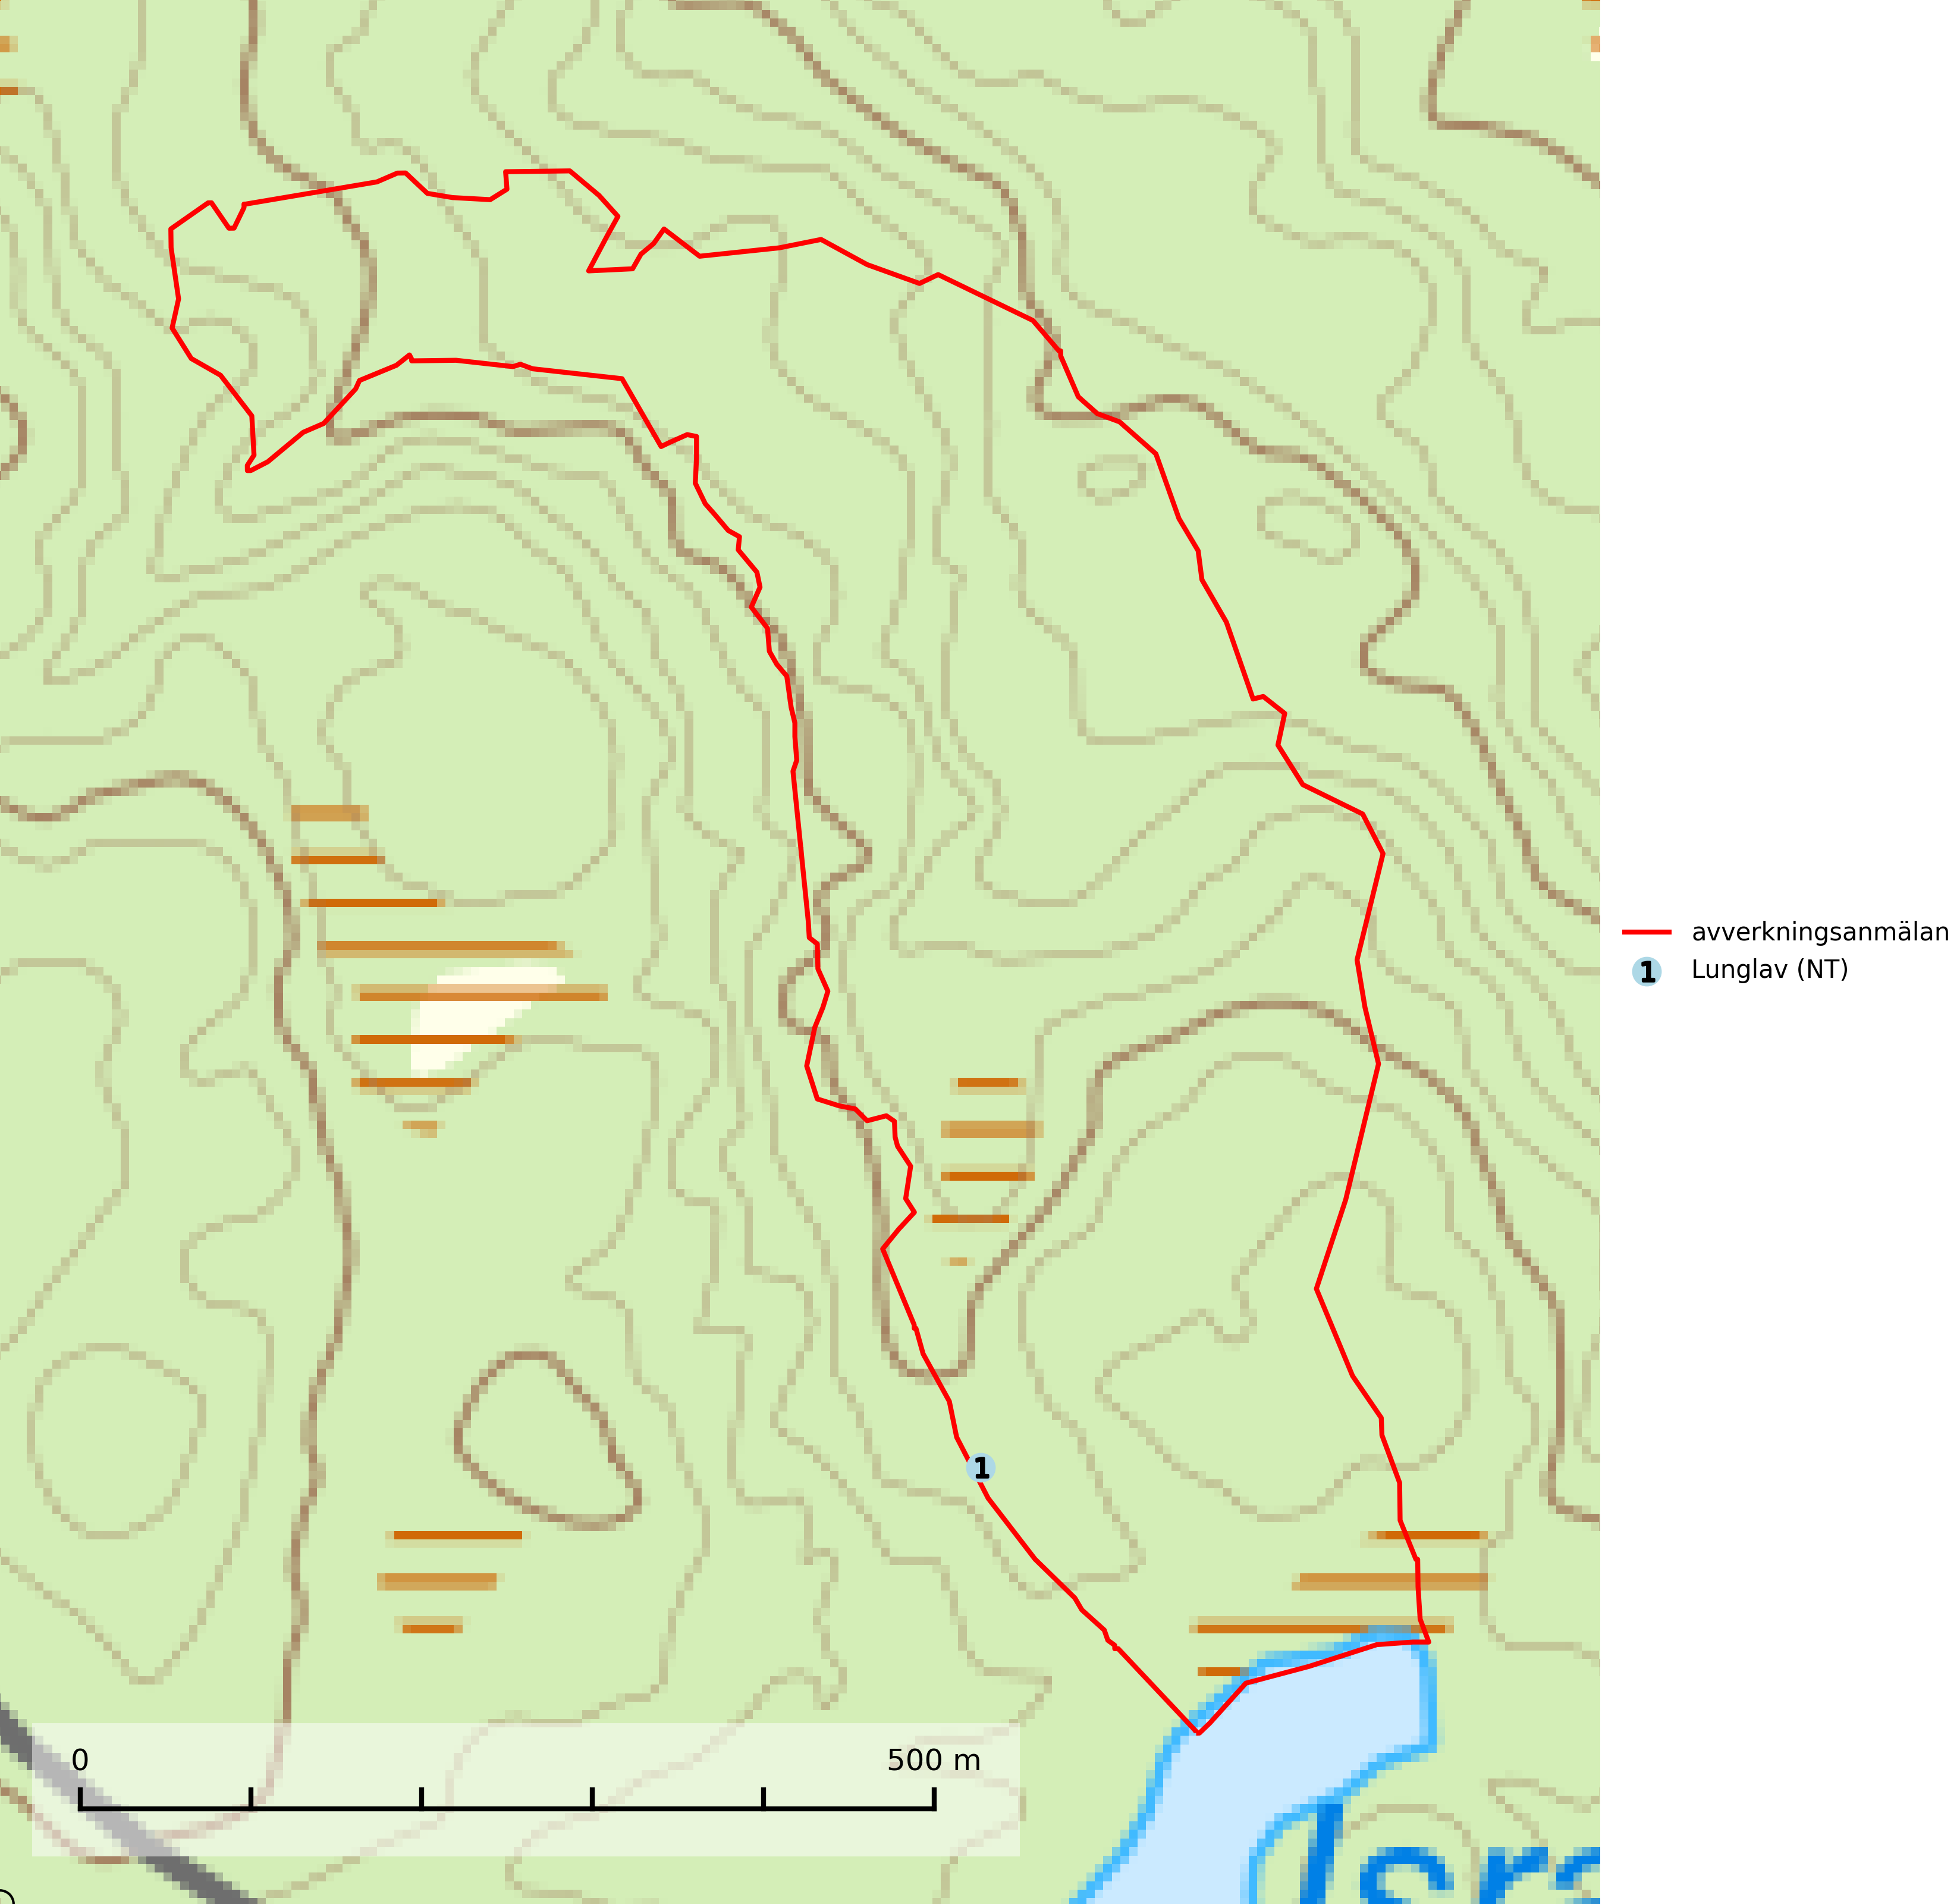 avverkningsanmälan
1 Lunglav (NT)
1
0 500 m